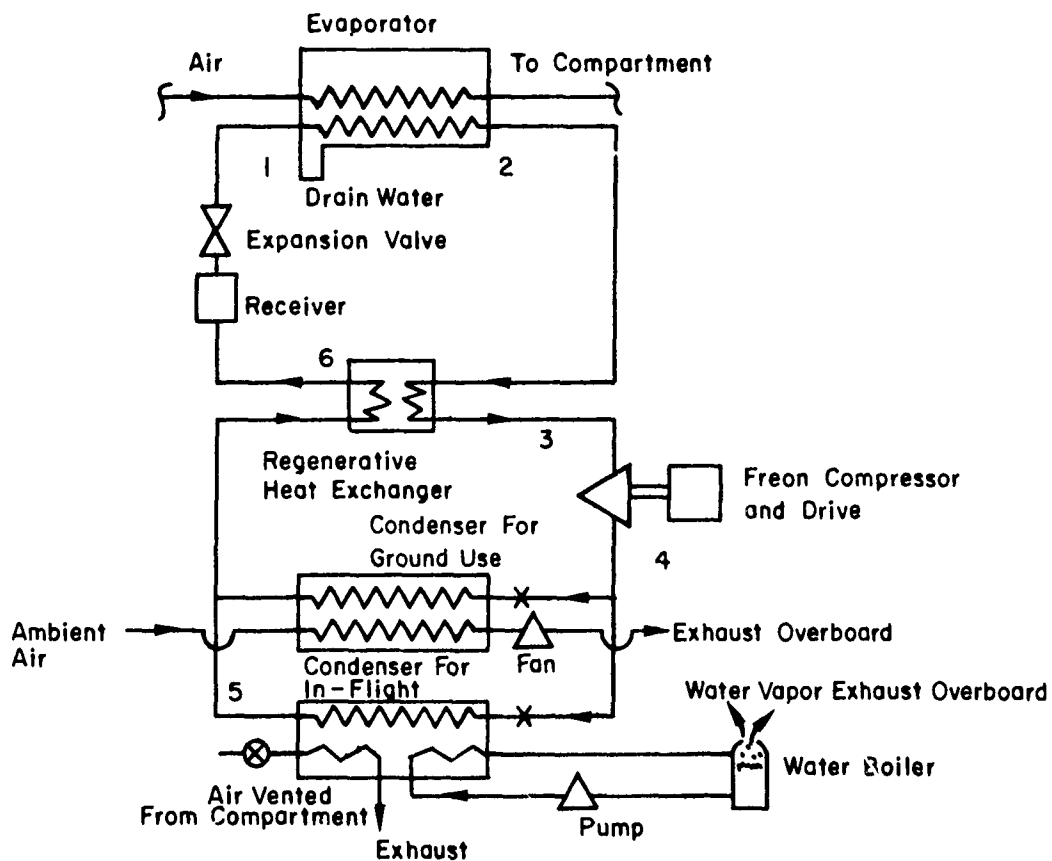 Evaporator
Air
To Compartment
1
2
Drain Water
Expansion Valve
Receiver
6
3
Regenerative
Heat Exchanger
Freon Compressor
and Drive
Condenser For
Ground Use
4
Ambient
Air
Exhaust Overboard
Fan
Condenser For
In-Flight
5
Water Vapor Exhaust Overboard
Water Boiler
Air Vented
From Compartment
Pump
Exhaust